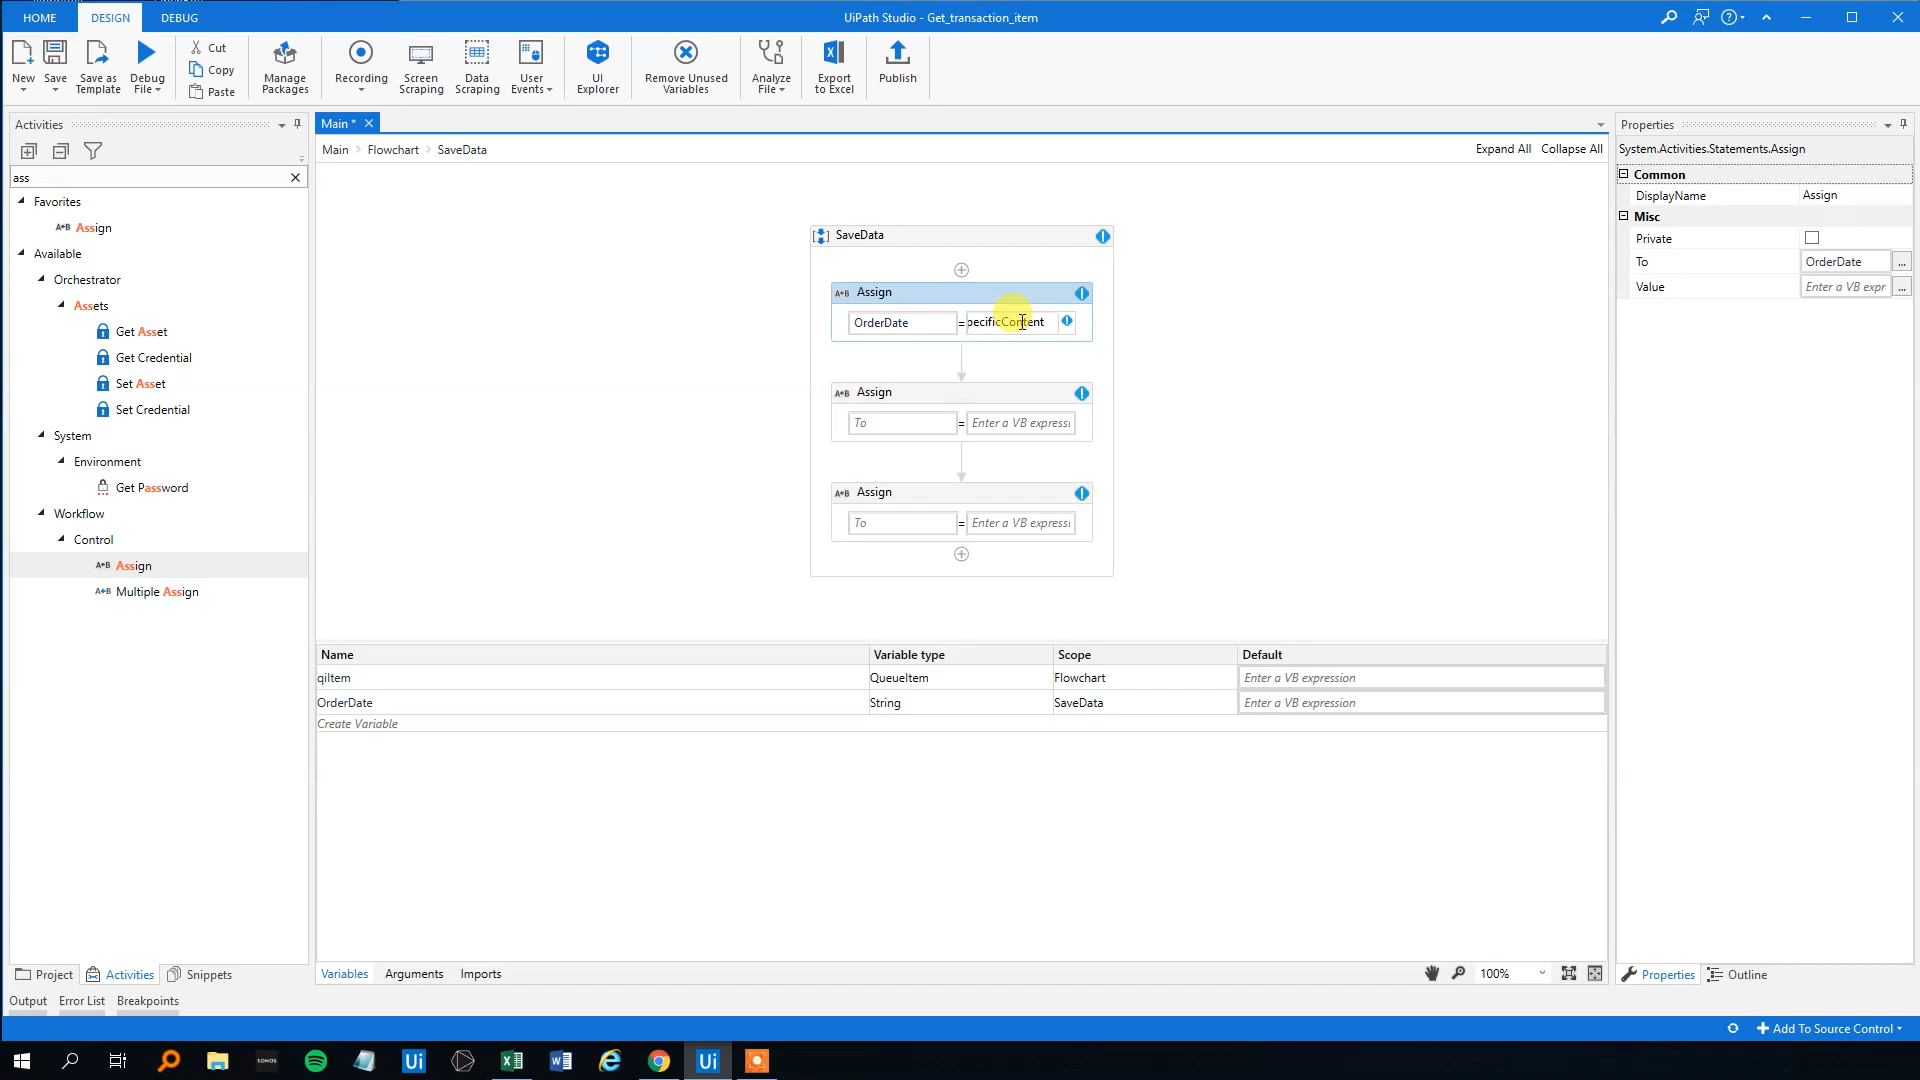 HOME DESIGN DEBUG
UiPath Studio - Get_transaction_item
New
Save
Save as Template
Debug File
Cut
Copy
Paste
Manage Packages
Recording
Screen Scraping
Data Scraping
User Events
UI Explorer
Remove Unused Variables
Analyze File
Export to Excel
Publish
Activities
ass
Favorites
Assign
Available
Orchestrator
Assets
Get Asset
Get Credential
Set Asset
Set Credential
System
Environment
Get Password
Workflow
Control
Assign
Multiple Assign
Project Activities Snippets
Main *
Main > Flowchart > SaveData
Expand All Collapse All
SaveData
A*B Assign
OrderDate = pecificContent
A*B Assign
To = Enter a VB expressi
A*B Assign
To = Enter a VB expressi
Name Variable type Scope Default
qiItem QueueItem Flowchart Enter a VB expression
OrderDate String SaveData Enter a VB expression
Create Variable
Variables Arguments Imports
100%
Properties
System.Activities.Statements.Assign
Common
DisplayName Assign
Misc
Private
To OrderDate ...
Value Enter a VB expr ...
Properties Outline
Output Error List Breakpoints
Add To Source Control
SONOS
Ui
Ui